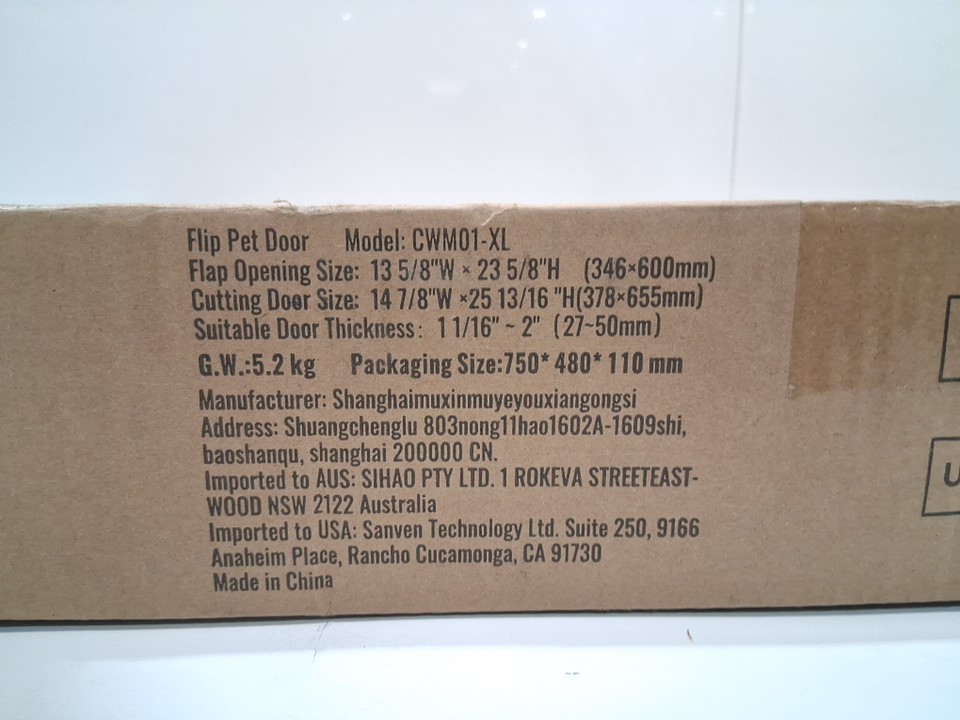 Flip Pet Door Model: CWM01-XL
Flap Opening Size: 13 5/8"W × 23 5/8"H (346×600mm)
Cutting Door Size: 14 7/8"W ×25 13/16 "H(378×655mm)
Suitable Door Thickness: 1 1/16" ~ 2" (27~50mm)
G.W.:5.2 kg Packaging Size:750* 480* 110 mm
Manufacturer: Shanghaimuxinmuyeyouxiangongsi
Address: Shuangchenglu 803nong11hao1602A-1609shi,
baoshanqu, shanghai 200000 CN.
Imported to AUS: SIHAO PTY LTD. 1 ROKEVA STREETEAST-
WOOD NSW 2122 Australia
Imported to USA: Sanven Technology Ltd. Suite 250, 9166
Anaheim Place, Rancho Cucamonga, CA 91730
Made in China